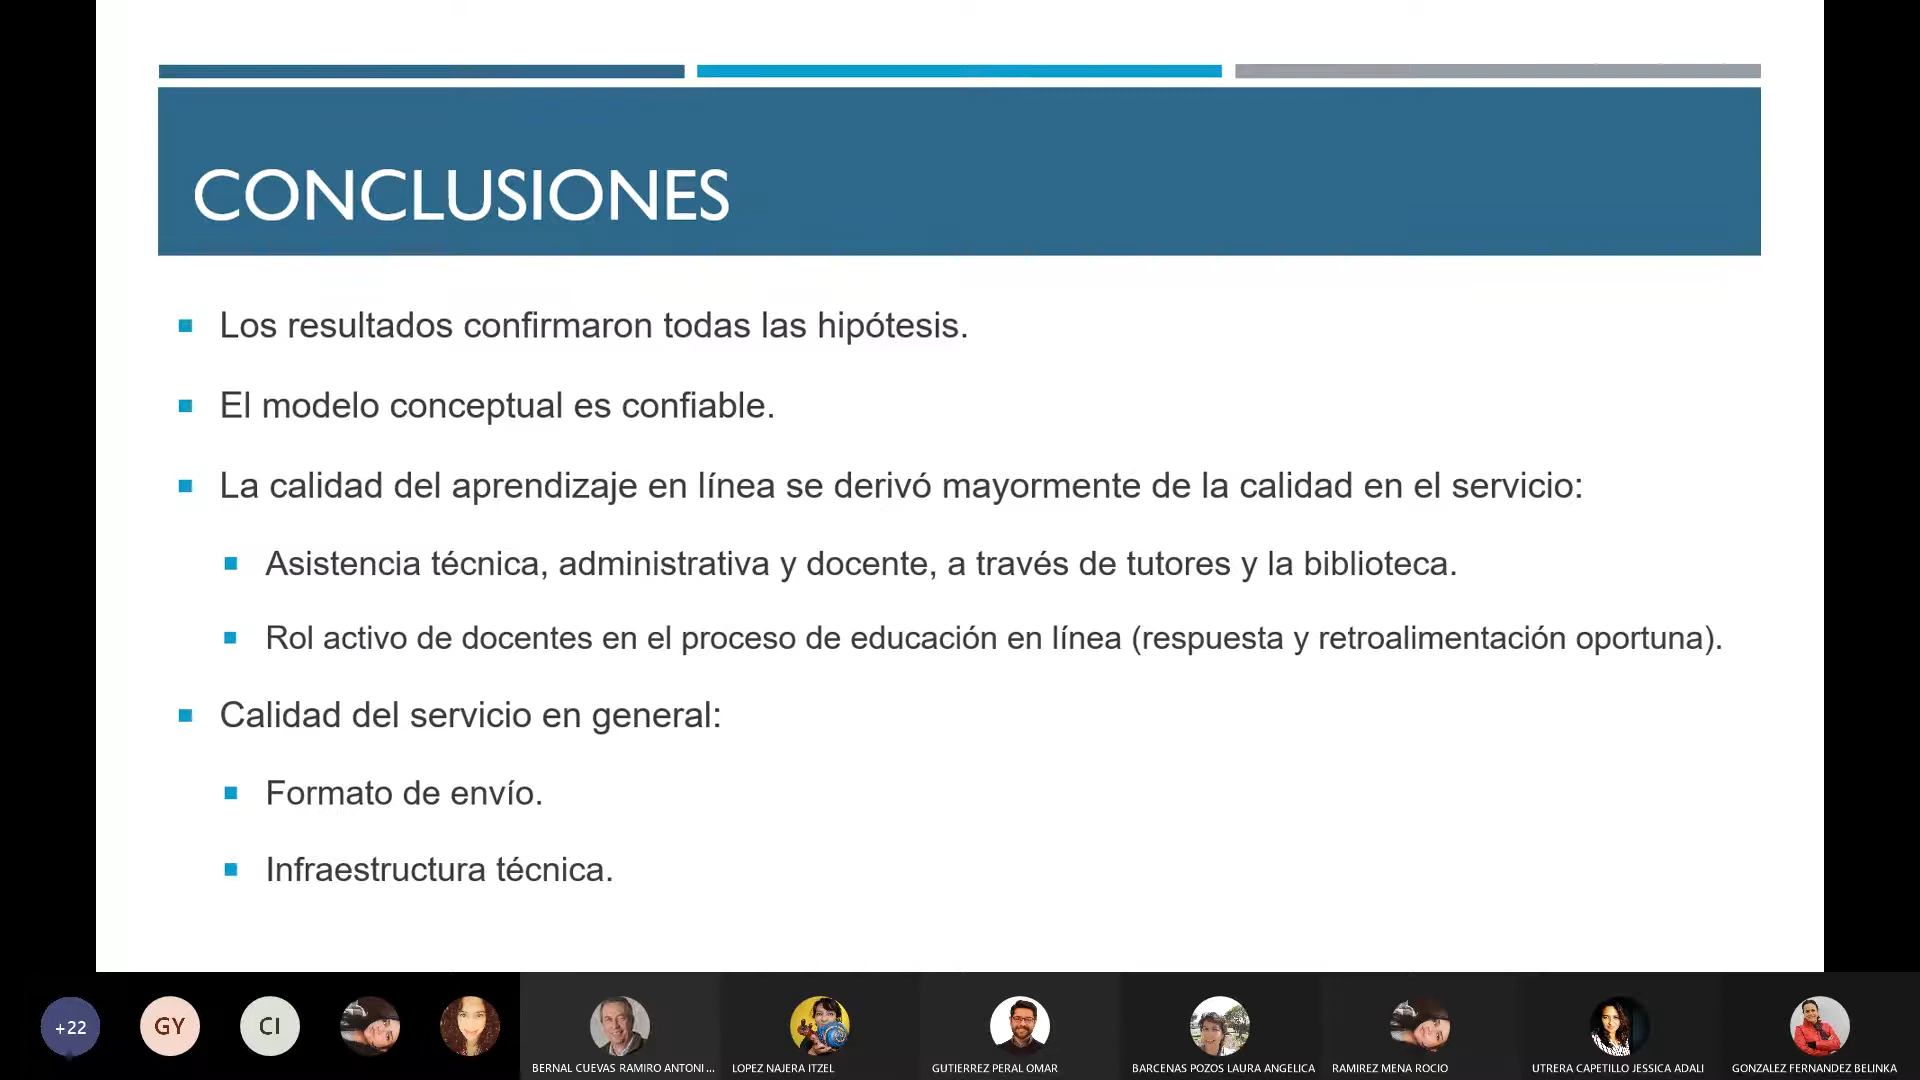 CONCLUSIONES
Los resultados confirmaron todas las hipótesis.
El modelo conceptual es confiable.
La calidad del aprendizaje en línea se derivó mayormente de la calidad en el servicio:
Asistencia técnica, administrativa y docente, a través de tutores y la biblioteca.
Rol activo de docentes en el proceso de educación en línea (respuesta y retroalimentación oportuna).
Calidad del servicio en general:
Formato de envío.
Infraestructura técnica.
+22
GY
CI
BERNAL CUEVAS RAMIRO ANTONI...
LOPEZ NAJERA ITZEL
GUTIERREZ PERAL OMAR
BARCENAS POZOS LAURA ANGELICA
RAMIREZ MENA ROCIO
UTRERA CAPETILLO JESSICA ADALI
GONZALEZ FERNANDEZ BELINKA